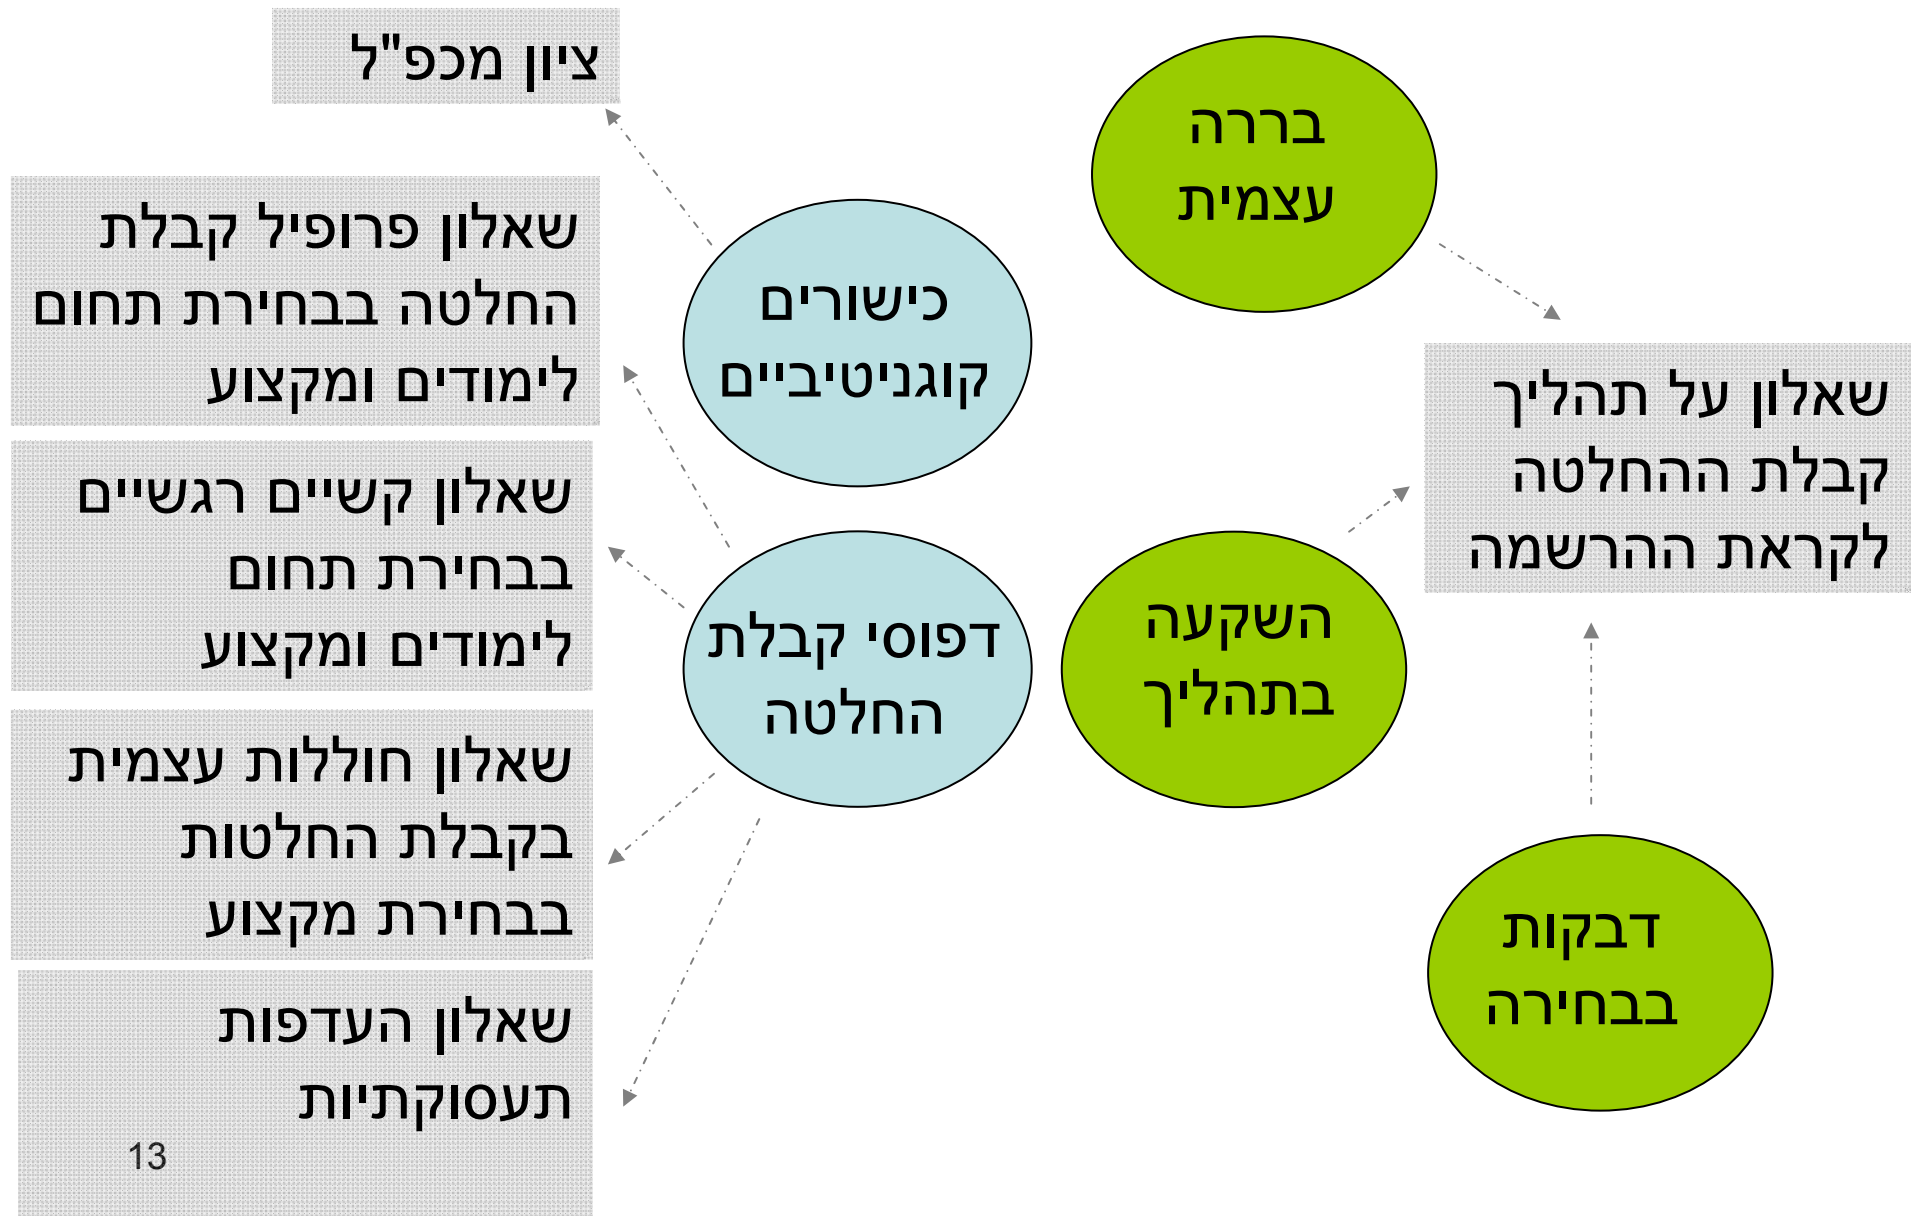 ציון מכפ"ל
בררה
עצמית
שאלון פרופיל קבלת
החלטה בבחירת תחום
לימודים ומקצוע
כישורים
קוגניטיביים
שאלון על תהליך
קבלת ההחלטה
לקראת ההרשמה
שאלון קשיים רגשיים
בבחירת תחום
לימודים ומקצוע
דפוסי קבלת
החלטה
השקעה
בתהליך
שאלון חוללות עצמית
בקבלת החלטות
בבחירת מקצוע
דבקות
בבחירה
שאלון העדפות
תעסוקתיות
13